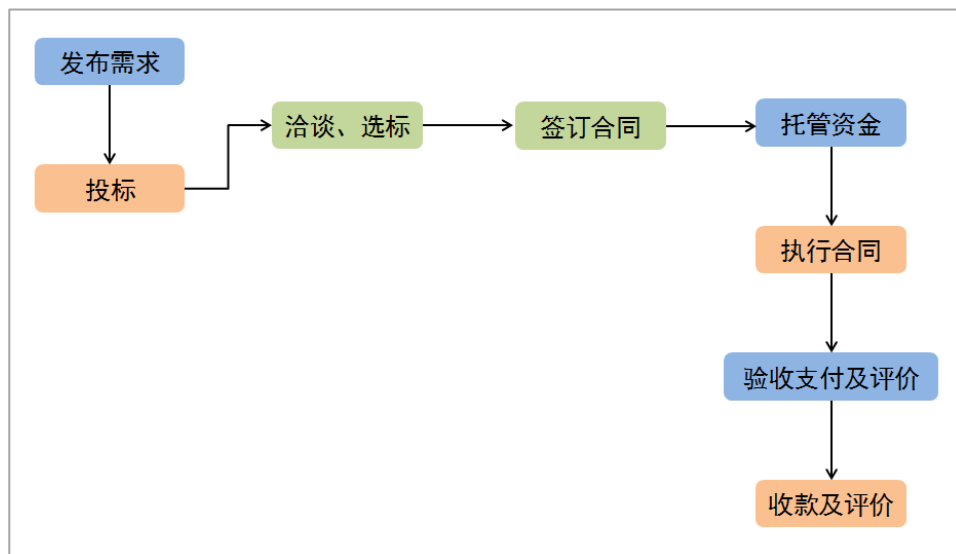 发布需求
投标
洽谈、选标
签订合同
托管资金
执行合同
验收支付及评价
收款及评价